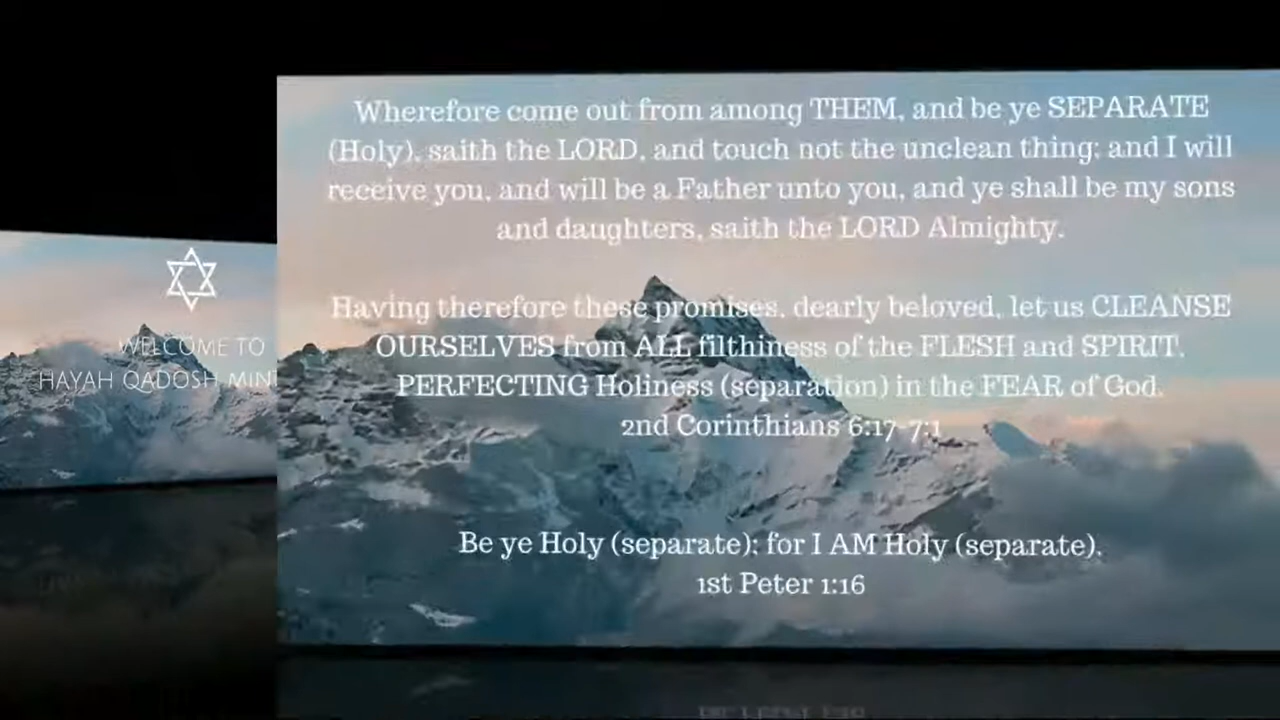 WELCOME TO
HAYAH QADOSH MIN
Wherefore come out from among THEM, and be ye SEPARATE
(Holy), saith the LORD, and touch not the unclean thing; and I will
receive you, and will be a Father unto you, and ye shall be my sons
and daughters, saith the LORD Almighty.
Having therefore these promises, dearly beloved, let us CLEANSE
OURSELVES from ALL filthiness of the FLESH and SPIRIT,
PERFECTING Holiness (separation) in the FEAR of God.
2nd Corinthians 6:17-7:1
Be ye Holy (separate); for I AM Holy (separate).
1st Peter 1:16